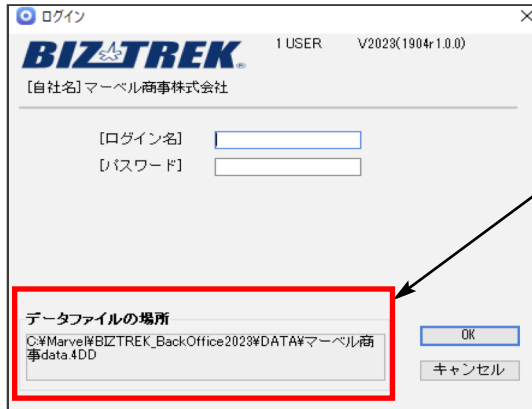 ログイン
BIZ☆TREK.
1 USER V2023(1904r1.0.0)
[自社名]マーベル商事株式会社
[ログイン名]
[パスワード]
データファイルの場所
C:¥Marvel¥BIZTREK_BackOffice2023¥DATA¥マーベル商
事data.4DD
OK
キャンセル